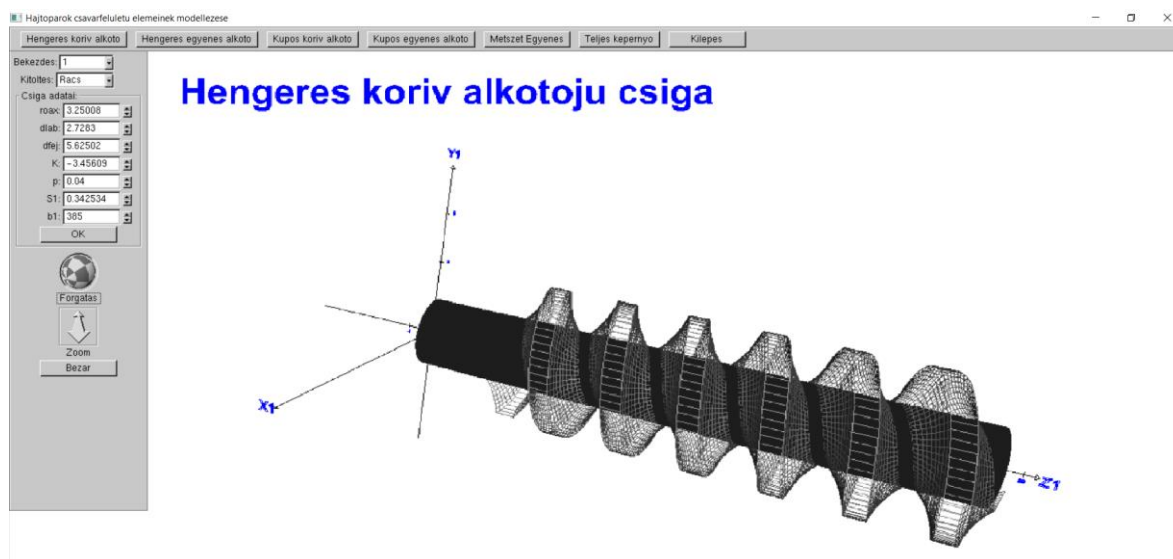 Hajtoparok csavarfeluletu elemeinek modellezese
Hengeres koriv alkoto Hengeres egyenes alkoto Kupos koriv alkoto Kupos egyenes alkoto Metszet Egyenes Teljes kepernyo Kilepes
Bekezdes: 1
Kitoltes: Racs
Csiga adatai:
roax: 3.25008
dlab: 2.7283
dfej: 5.62502
K: -3.45609
p: 0.04
S1: 0.342534
b1: 385
OK
Forgatas
Zoom
Bezar
Hengeres koriv alkotoju csiga
Y1
X1
Z1